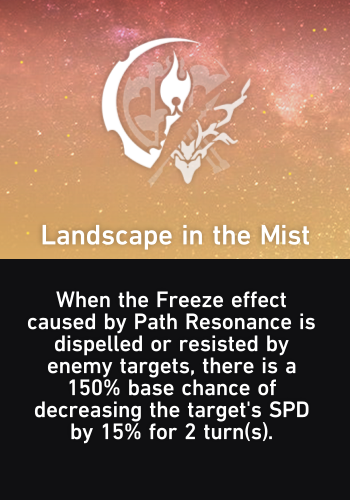 Landscape in the Mist
When the Freeze effect
caused by Path Resonance is
dispelled or resisted by
enemy targets, there is a
150% base chance of
decreasing the target's SPD
by 15% for 2 turn(s).